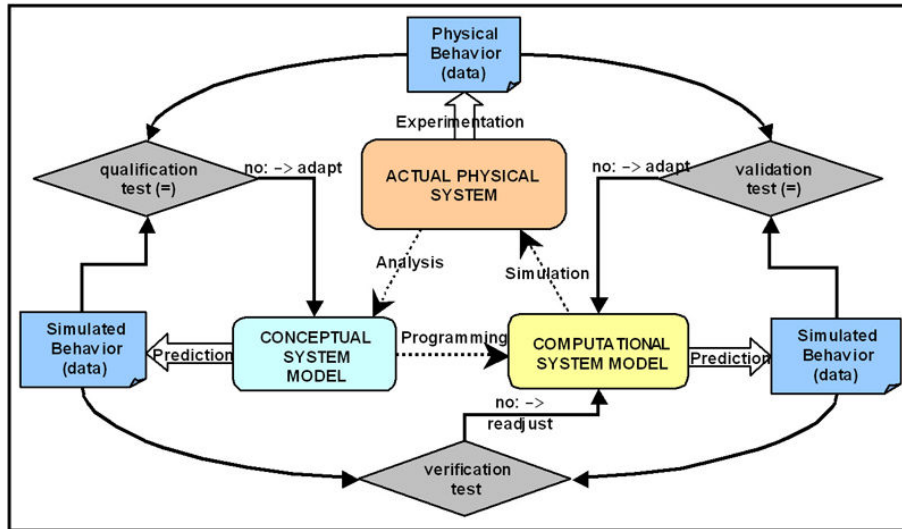 Physical
Behavior
(data)
Experimentation
qualification
test (=)
no: -> adapt
ACTUAL PHYSICAL
SYSTEM
no: -> adapt
validation
test (=)
Analysis
Simulation
Simulated
Behavior
(data)
Prediction
CONCEPTUAL
SYSTEM
MODEL
Programming
COMPUTATIONAL
SYSTEM MODEL
Prediction
Simulated
Behavior
(data)
no: ->
readjust
verification
test